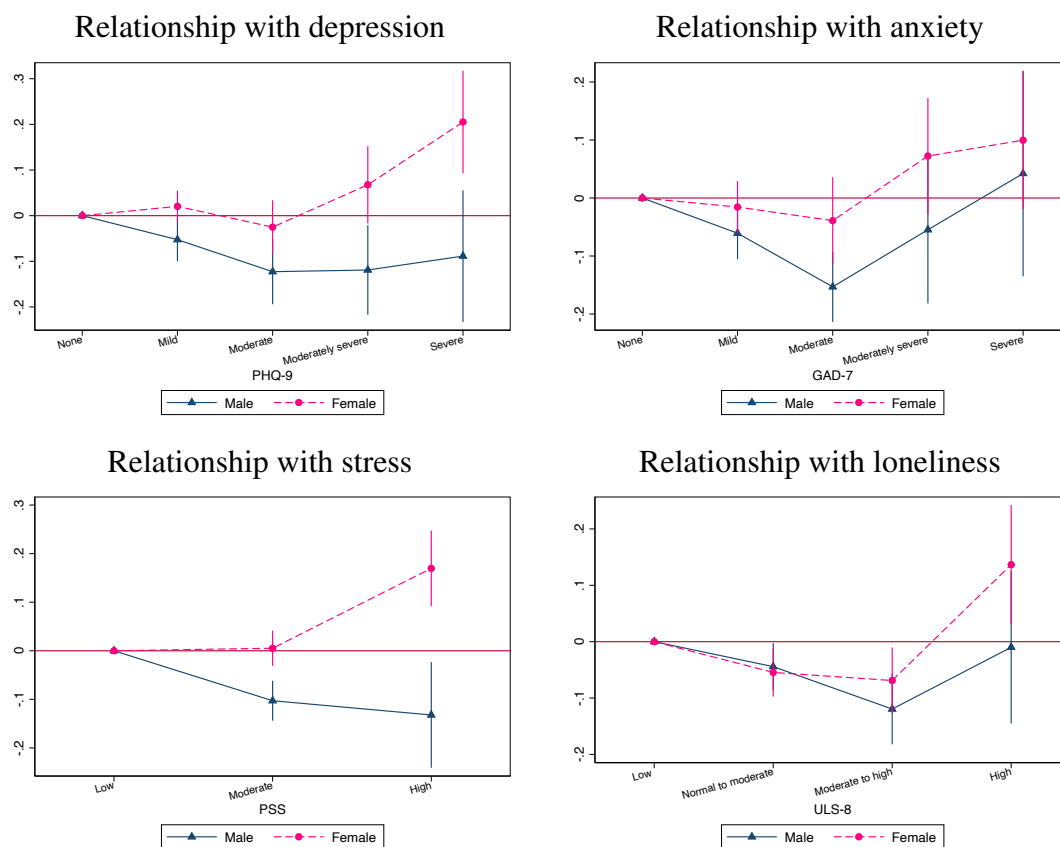 Relationship with depression
.3
.2
.1
0
-.1
-.2
None
Mild
Moderate
Moderately severe
Severe
PHQ-9
Male
Female
Relationship with anxiety
.2
.1
0
-.1
-.2
None
Mild
Moderate
Moderately severe
Severe
GAD-7
Male
Female
Relationship with stress
.3
.2
.1
0
-.1
-.2
Low
Moderate
High
PSS
Male
Female
Relationship with loneliness
.2
.1
0
-.1
-.2
Low
Normal to moderate
Moderate to high
High
ULS-8
Male
Female